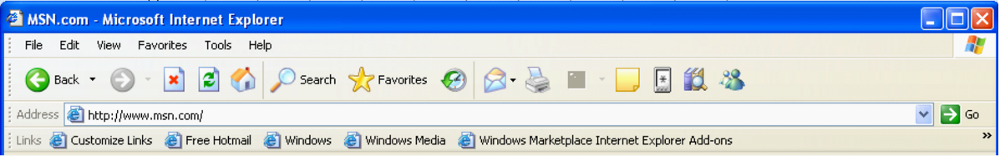 MSN.com - Microsoft Internet Explorer
File Edit View Favorites Tools Help
Back Search Favorites
Address http://www.msn.com/ Go
Links Customize Links Free Hotmail Windows Windows Media Windows Marketplace Internet Explorer Add-ons »